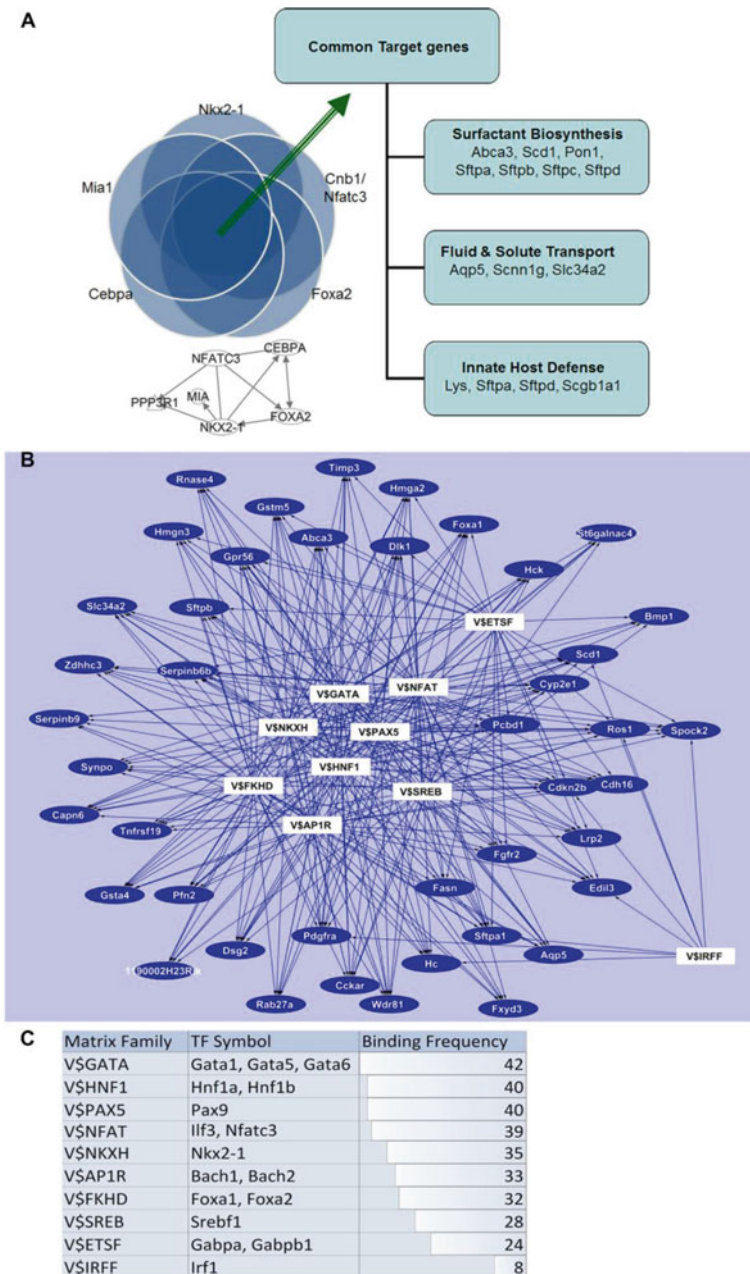 A
Common Target genes
Nkx2-1
Mia1
Cnb1/
Nfatc3
Cebpa
Foxa2
Surfactant Biosynthesis
Abca3, Scd1, Pon1,
Sftpa, Sftpb, Sftpc, Sftpd
Fluid & Solute Transport
Aqp5, Scnn1g, Slc34a2
Innate Host Defense
Lys, Sftpa, Sftpd, Scgb1a1
NFATC3
CEBPA
PPP3R1
MIA
NKX2-1
FOXA2
B
Timp3
Rnase4
Hmga2
Gstm5
Foxa1
Hmgn3
Abca3
Dlk1
St6galnac4
Gpr56
Hck
Slc34a2
Sftpb
V$ETSF
Bmp1
Zdhhc3
Serpinb6b
Scd1
V$GATA
V$NFAT
Cyp2e1
Serpinb9
V$NKXH
V$PAX5
Pcbd1
Ros1
Spock2
Synpo
V$HNF1
V$FKHD
V$SREB
Cdkn2b
Cdh16
Capn6
Tnfrsf19
V$AP1R
Lrp2
Fgfr2
Gsta4
Pfn2
Fasn
Edil3
Pdgfra
Sftpa1
Dsg2
Hc
Aqp5
V$IRFF
Cckar
Rab27a
Wdr81
Fxyd3
C
Matrix Family TF Symbol Binding Frequency
V$GATA Gata1, Gata5, Gata6 42
V$HNF1 Hnf1a, Hnf1b 40
V$PAX5 Pax9 40
V$NFAT Ilf3, Nfatc3 39
V$NKXH Nkx2-1 35
V$AP1R Bach1, Bach2 33
V$FKHD Foxa1, Foxa2 32
V$SREB Srebf1 28
V$ETSF Gabpa, Gabpb1 24
V$IRFF Irf1 8